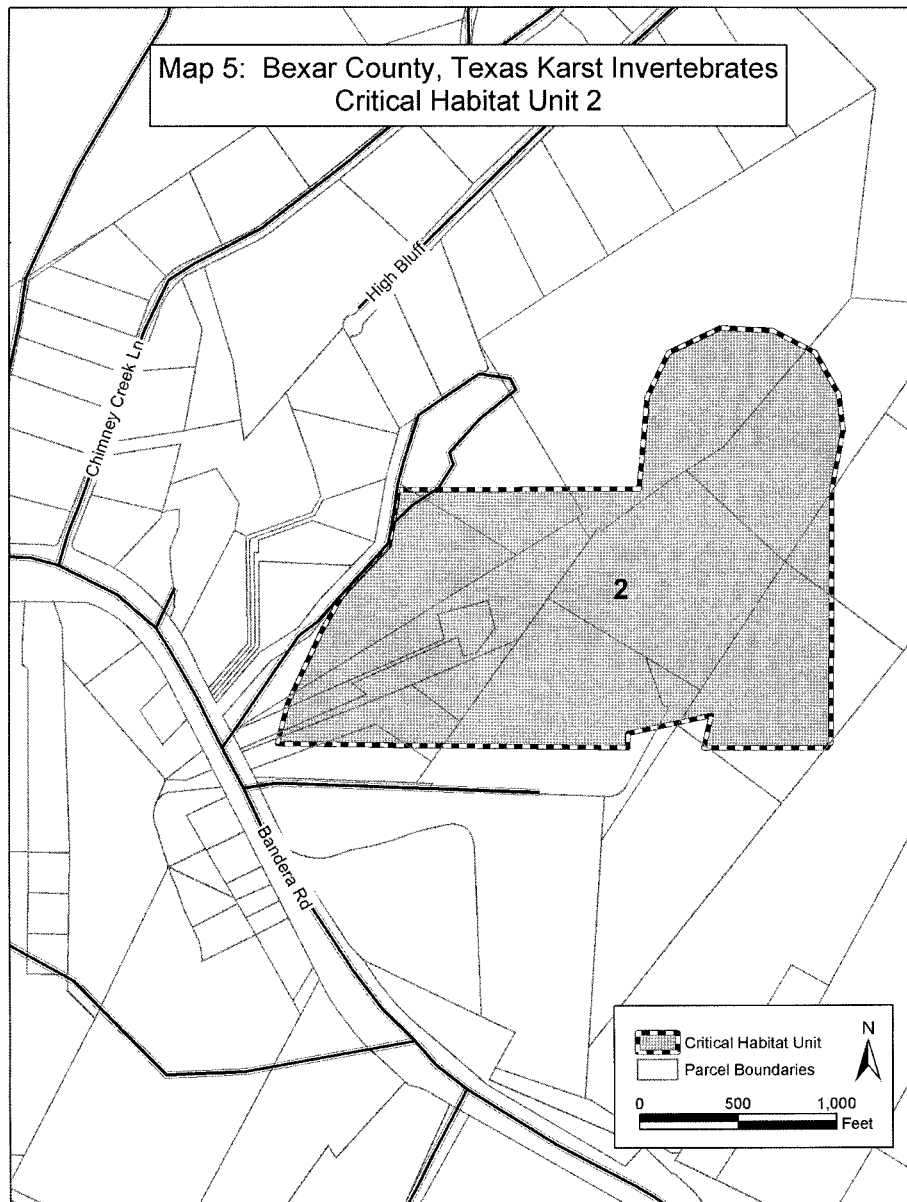 Map 5: Bexar County, Texas Karst Invertebrates
Critical Habitat Unit 2
High Bluff
Chimney Creek Ln
2
Bandera Rd
Critical Habitat Unit
Parcel Boundaries
N
0 500 1,000
Feet